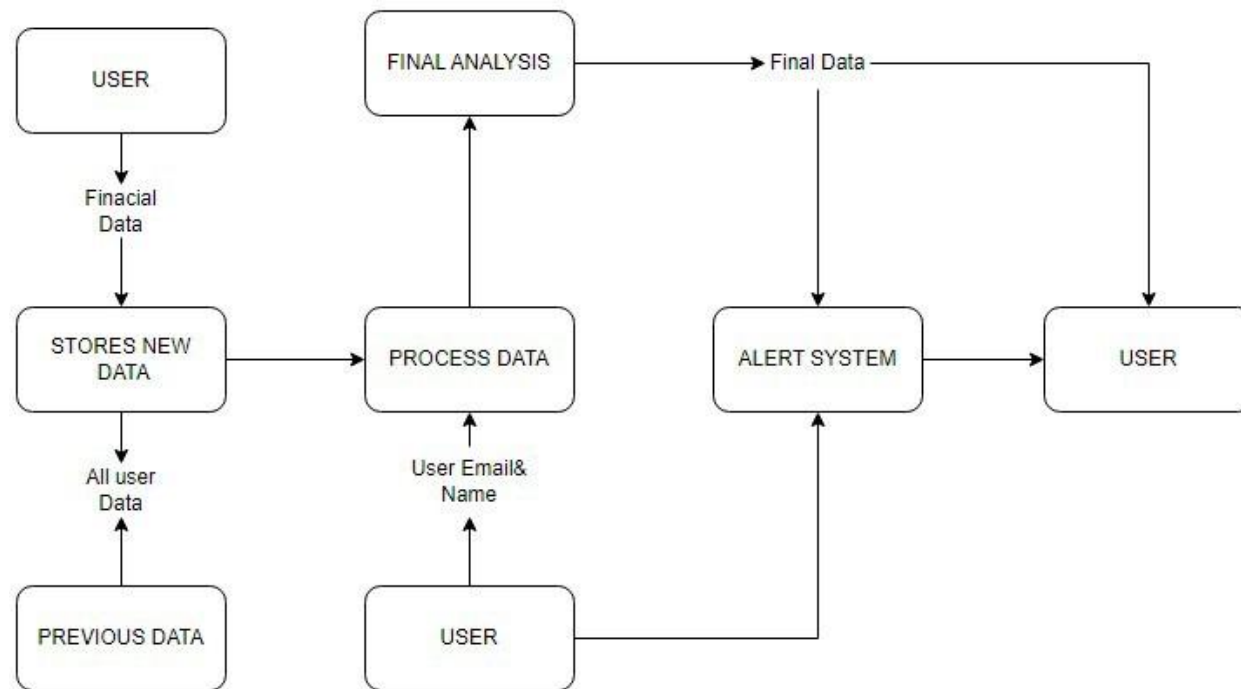 USER
FINAL ANALYSIS
Final Data
Finacial
Data
STORES NEW
DATA
PROCESS DATA
ALERT SYSTEM
USER
All user
Data
User Email&
Name
PREVIOUS DATA
USER